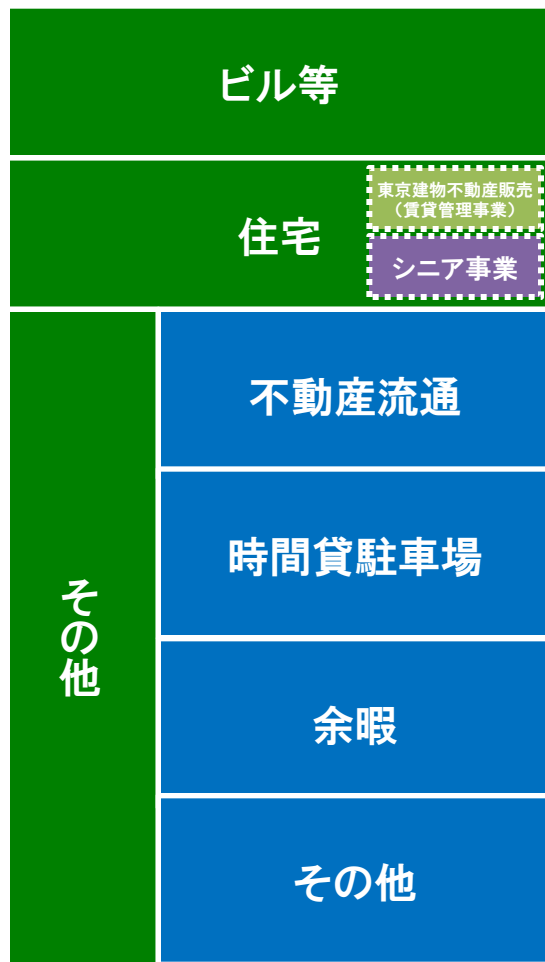 ビル等
住宅
東京建物不動産販売
（賃貸管理事業）
シニア事業
その他
不動産流通
時間貸駐車場
余暇
その他